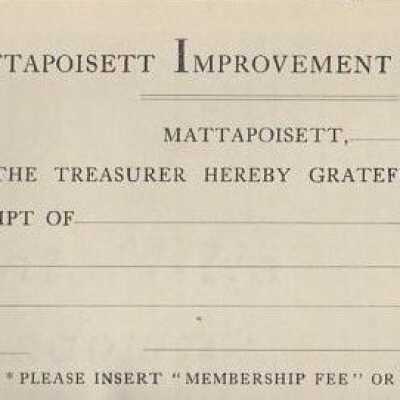 TTAPOISETT IMPROVEMENT
MATTAPOISETT,
THE TREASURER HEREBY GRATEF
IPT OF
*
* PLEASE INSERT "MEMBERSHIP FEE" OR